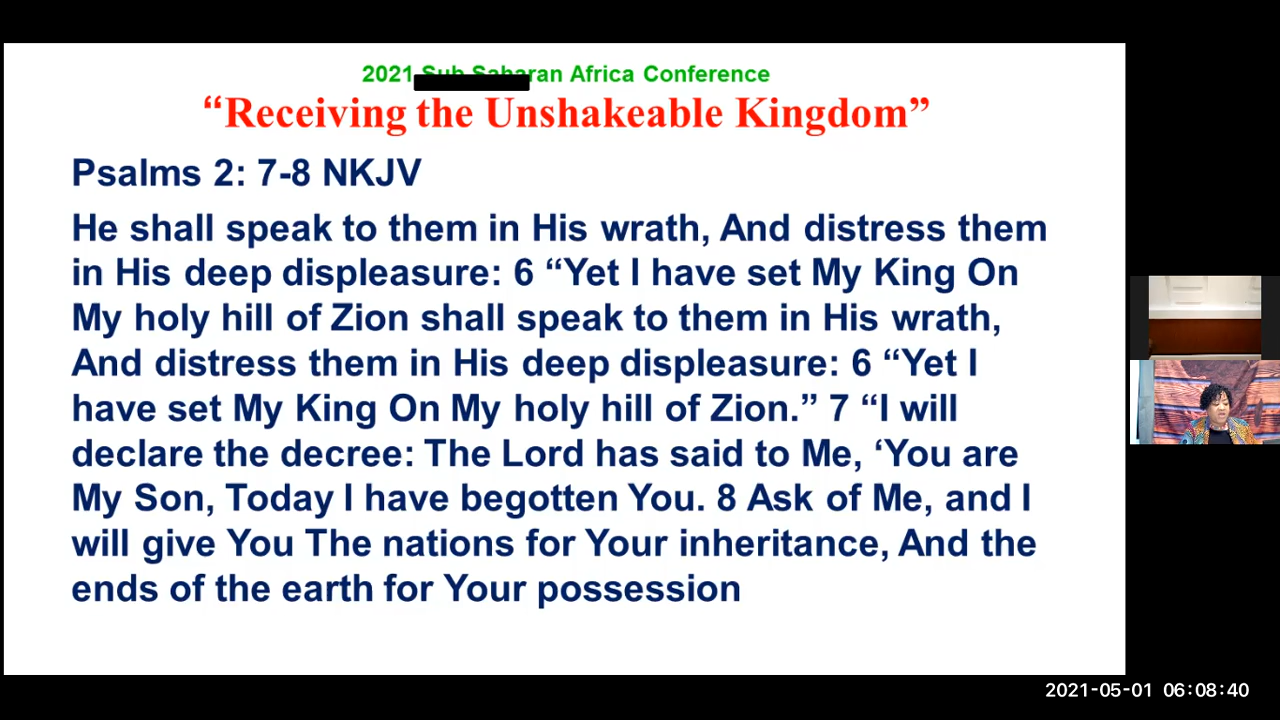 2021 Sub Saharan Africa Conference
“Receiving the Unshakeable Kingdom”
Psalms 2: 7-8 NKJV
He shall speak to them in His wrath, And distress them
in His deep displeasure: 6 “Yet I have set My King On
My holy hill of Zion shall speak to them in His wrath,
And distress them in His deep displeasure: 6 “Yet I
have set My King On My holy hill of Zion.” 7 “I will
declare the decree: The Lord has said to Me, ‘You are
My Son, Today I have begotten You. 8 Ask of Me, and I
will give You The nations for Your inheritance, And the
ends of the earth for Your possession
2021-05-01 06:08:40